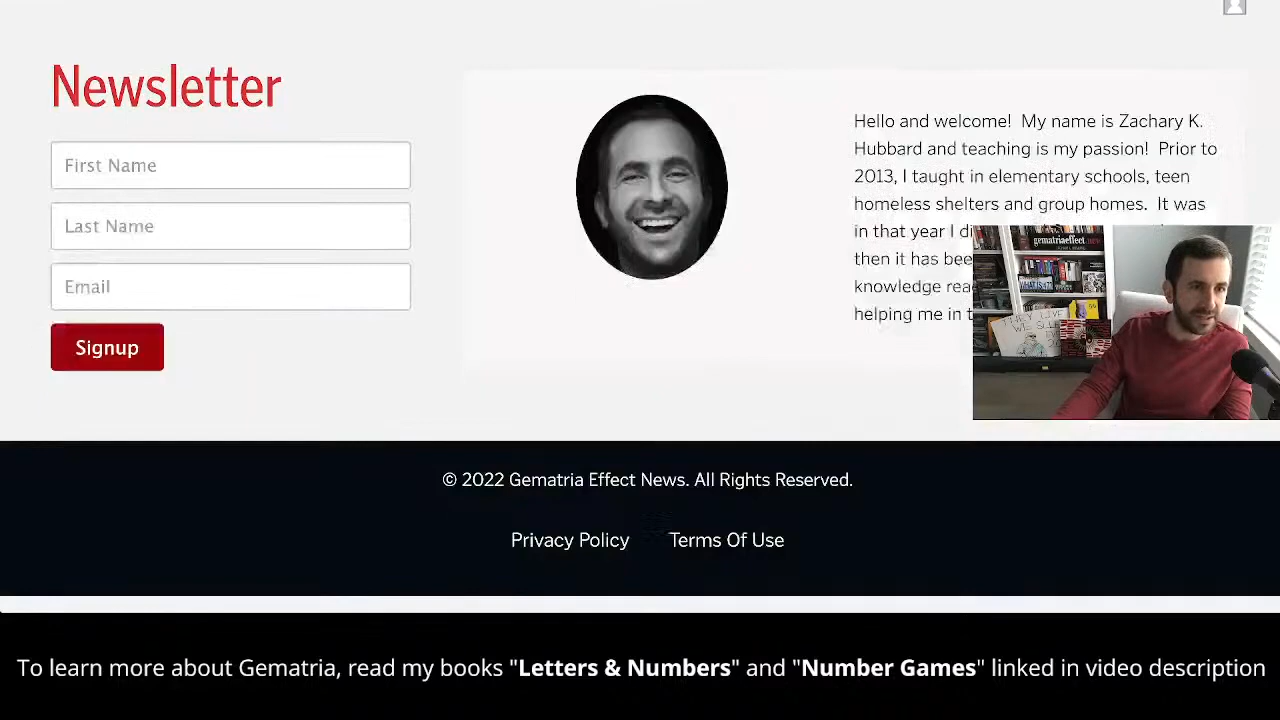 Newsletter
First Name
Last Name
Email
Signup
Hello and welcome! My name is Zachary K.
Hubbard and teaching is my passion! Prior to
2013, I taught in elementary schools, teen
homeless shelters and group homes. It was
in that year I
then it has
knowledge
helping me in
gematriaeffect.news
© 2022 Gematria Effect News. All Rights Reserved.
Privacy Policy Terms Of Use
To learn more about Gematria, read my books "Letters & Numbers" and "Number Games" linked in video description